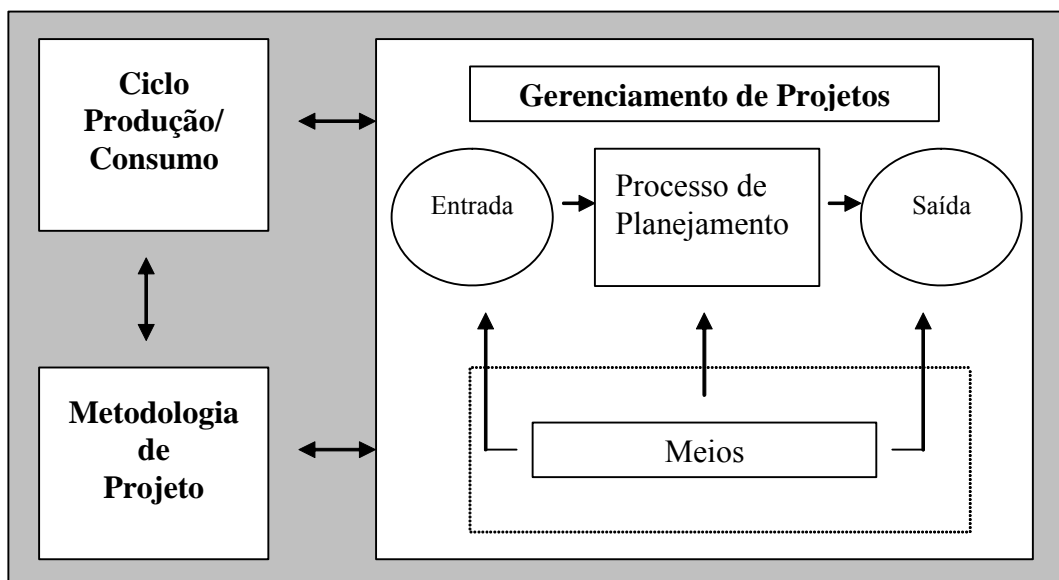 Ciclo
Produção/
Consumo
Gerenciamento de Projetos
Entrada
Processo de
Planejamento
Saída
Metodologia
de
Projeto
Meios